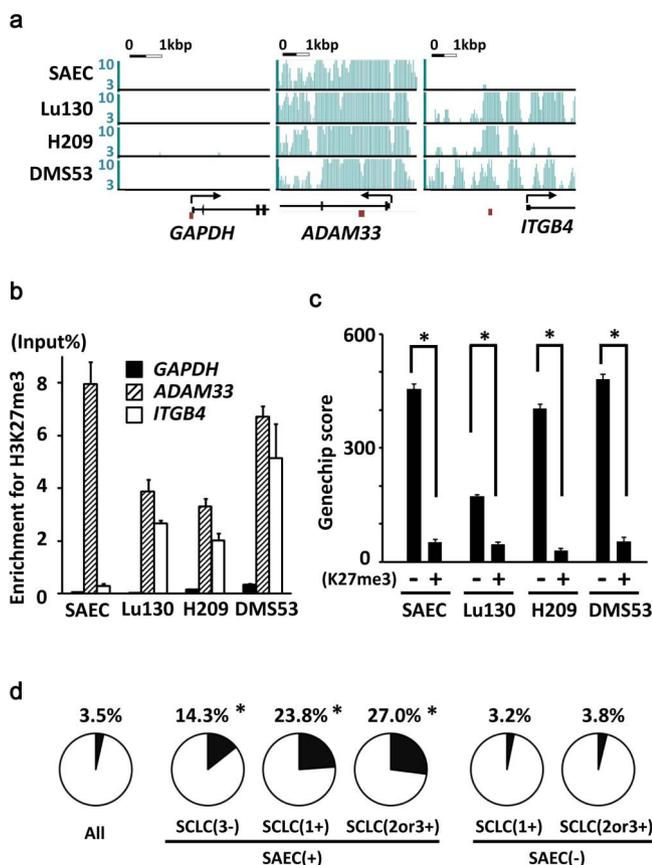 a
0 1kbp 0 1kbp 0 1kbp
SAEC 10 3
Lu130 10 3
H209 10 3
DMS53 10 3
GAPDH ADAM33 ITGB4
b
(Input%)
Enrichment for H3K27me3
8
6
4
2
0
GAPDH
ADAM33
ITGB4
SAEC Lu130 H209 DMS53
c
Genechip score
600
300
0
* * * *
(K27me3) - + - + - + - +
SAEC Lu130 H209 DMS53
d
3.5% 14.3% * 23.8% * 27.0% * 3.2% 3.8%
All SCLC(3-) SCLC(1+) SCLC(2or3+) SCLC(1+) SCLC(2or3+)
SAEC(+) SAEC(-)